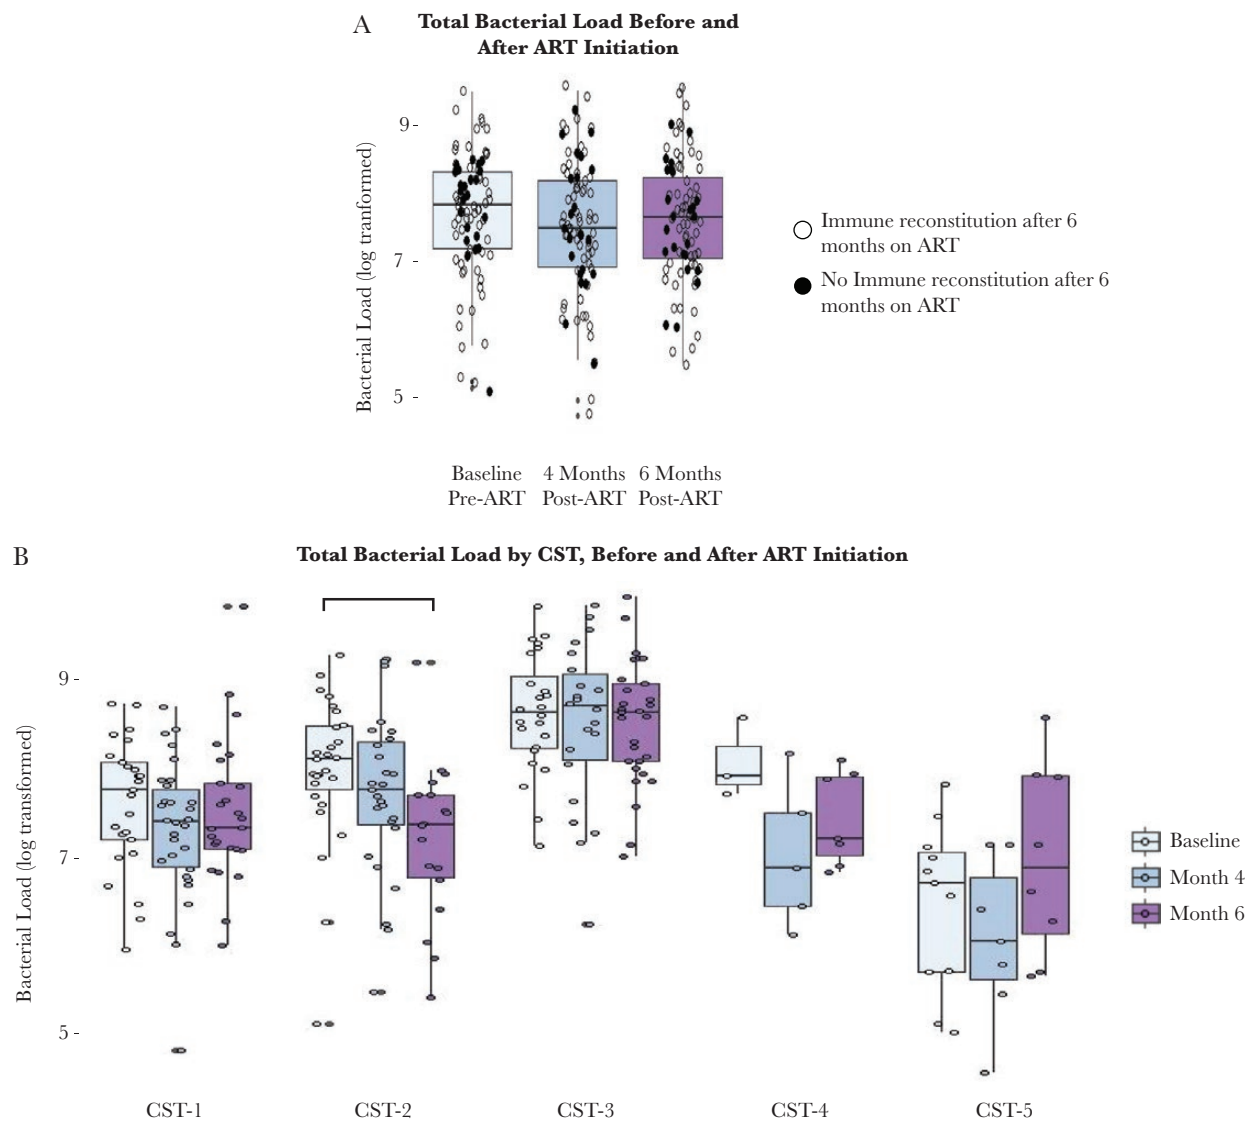 A
Total Bacterial Load Before and
After ART Initiation
Bacterial Load (log tranformed)
9 -
7 -
5 -
Immune reconstitution after 6
months on ART
No Immune reconstitution after 6
months on ART
Baseline
Pre-ART
4 Months
Post-ART
6 Months
Post-ART
B
Total Bacterial Load by CST, Before and After ART Initiation
Bacterial Load (log transformed)
9 -
7 -
5 -
Baseline
Month 4
Month 6
CST-1
CST-2
CST-3
CST-4
CST-5